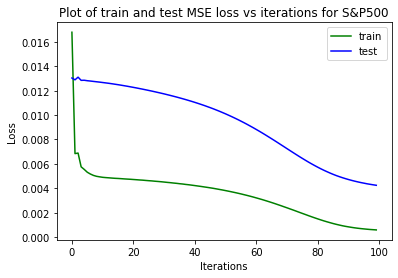 Plot of train and test MSE loss vs iterations for S&P500
train
test
Loss
0.016
0.014
0.012
0.010
0.008
0.006
0.004
0.002
0.000
0 20 40 60 80 100
Iterations